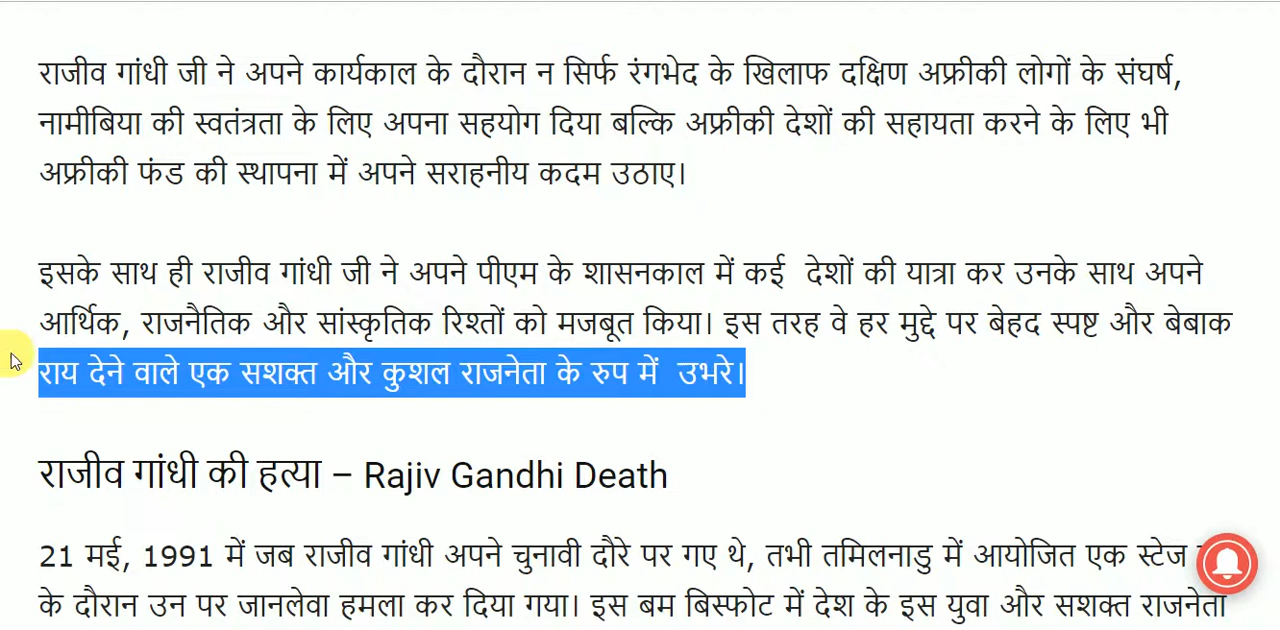 राजीव गांधी जी ने अपने कार्यकाल के दौरान न सिर्फ रंगभेद के खिलाफ दक्षिण अफ्रीकी लोगों के संघर्ष,
नामीबिया की स्वतंत्रता के लिए अपना सहयोग दिया बल्कि अफ्रीकी देशों की सहायता करने के लिए भी
अफ्रीकी फंड की स्थापना में अपने सराहनीय कदम उठाए।
इसके साथ ही राजीव गांधी जी ने अपने पीएम के शासनकाल में कई देशों की यात्रा कर उनके साथ अपने
आर्थिक, राजनैतिक और सांस्कृतिक रिश्तों को मजबूत किया। इस तरह वे हर मुद्दे पर बेहद स्पष्ट और बेबाक
राय देने वाले एक सशक्त और कुशल राजनेता के रुप में उभरे।
राजीव गांधी की हत्या – Rajiv Gandhi Death
21 मई, 1991 में जब राजीव गांधी अपने चुनावी दौरे पर गए थे, तभी तमिलनाडु में आयोजित एक स्टेज
के दौरान उन पर जानलेवा हमला कर दिया गया। इस बम बिस्फोट में देश के इस युवा और सशक्त राजनेता